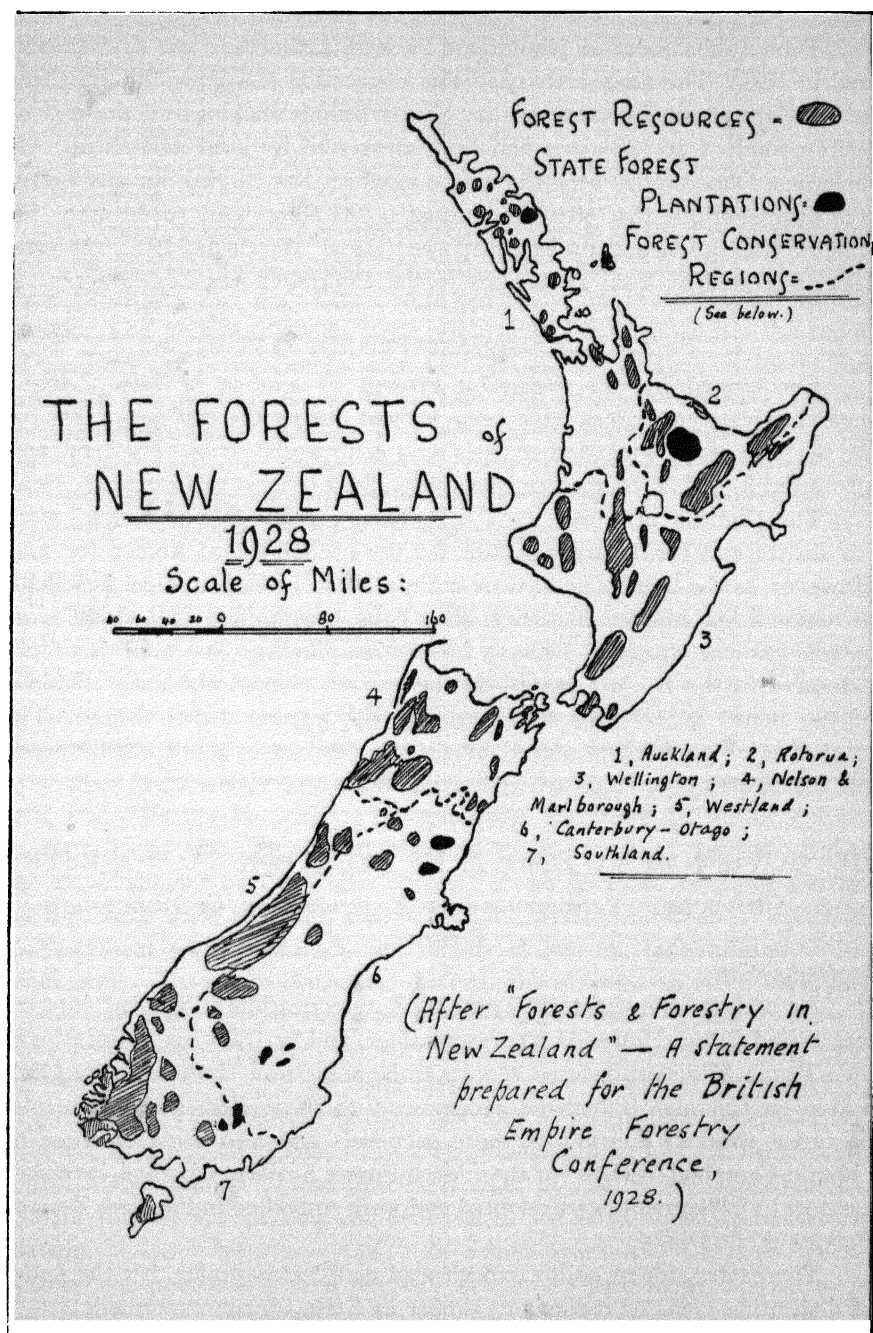 FOREST RESOURCES =
STATE FOREST
PLANTATIONS=
FOREST CONSERVATION
REGIONS=
(See below.)
1
2
THE FORESTS of
NEW ZEALAND
1928
Scale of Miles:
80 60 40 20 0 80 160
3
4
1, Auckland; 2, Rotorua;
3, Wellington; 4, Nelson &
Marlborough; 5, Westland;
6, Canterbury-Otago;
7, Southland.
5
6
(After "Forests & Forestry in
New Zealand" — A statement
prepared for the British
Empire Forestry
Conference,
1928.)
7